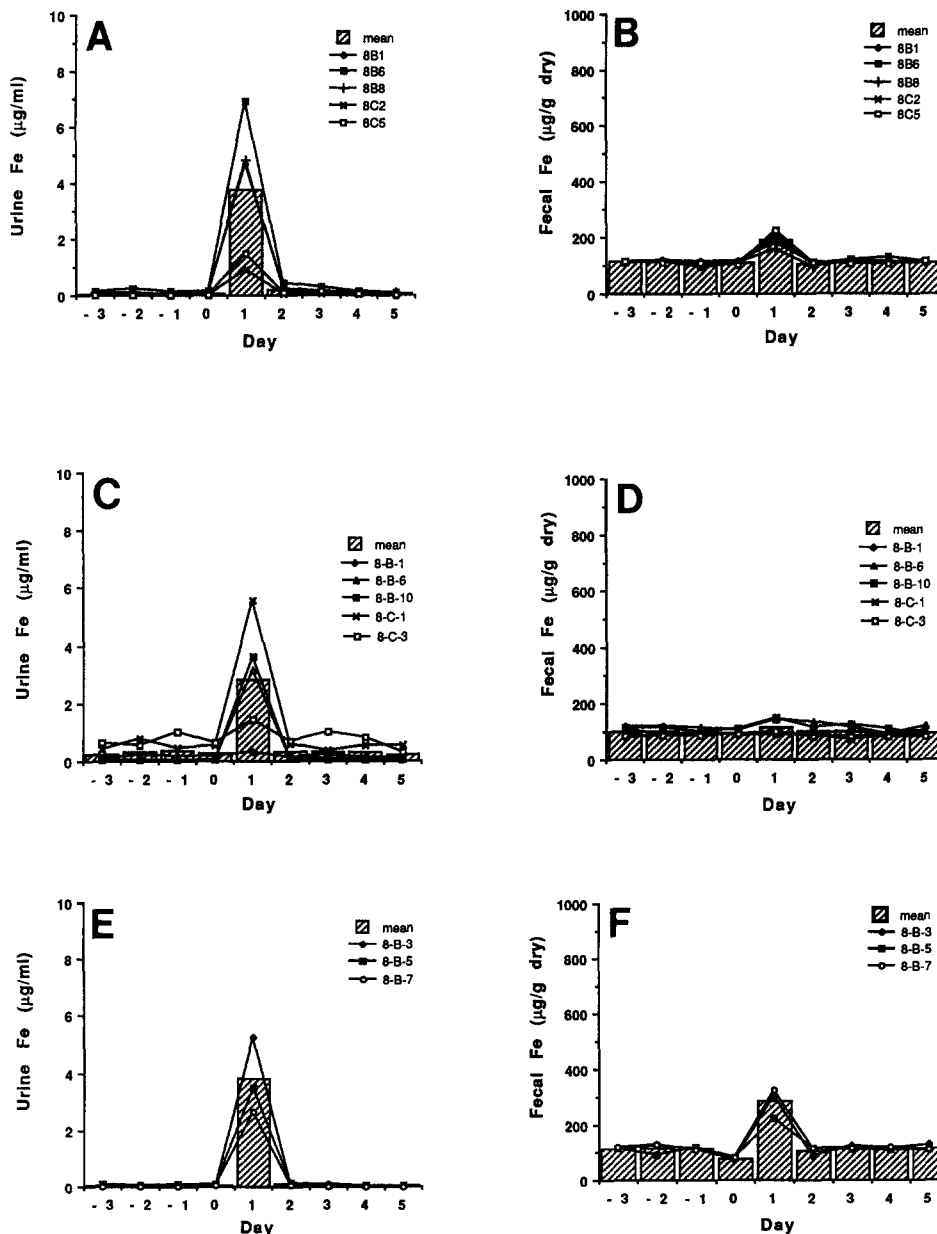 A
Urine Fe (µg/ml)
10
8
6
4
2
0
mean
8B1
8B6
8B8
8C2
8C5
- 3 - 2 - 1 0 1 2 3 4 5
Day
B
Fecal Fe (µg/g dry)
1000
800
600
400
200
0
mean
8B1
8B6
8B8
8C2
8C5
- 3 - 2 - 1 0 1 2 3 4 5
Day
C
Urine Fe (µg/ml)
10
8
6
4
2
0
mean
8-B-1
8-B-6
8-B-10
8-C-1
8-C-3
- 3 - 2 - 1 0 1 2 3 4 5
Day
D
Fecal Fe (µg/g dry)
1000
800
600
400
200
0
mean
8-B-1
8-B-6
8-B-10
8-C-1
8-C-3
- 3 - 2 - 1 0 1 2 3 4 5
Day
E
Urine Fe (µg/ml)
10
8
6
4
2
0
mean
8-B-3
8-B-5
8-B-7
- 3 - 2 - 1 0 1 2 3 4 5
Day
F
Fecal Fe (µg/g dry)
1000
800
600
400
200
0
mean
8-B-3
8-B-5
8-B-7
- 3 - 2 - 1 0 1 2 3 4 5
Day